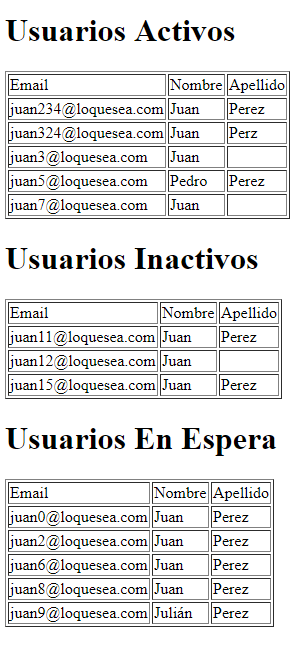 Usuarios Activos
Email Nombre Apellido
juan234@loquesea.com Juan Perez
juan324@loquesea.com Juan Perz
juan3@loquesea.com Juan
juan5@loquesea.com Pedro Perez
juan7@loquesea.com Juan
Usuarios Inactivos
Email Nombre Apellido
juan11@loquesea.com Juan Perez
juan12@loquesea.com Juan
juan15@loquesea.com Juan Perez
Usuarios En Espera
Email Nombre Apellido
juan0@loquesea.com Juan Perez
juan2@loquesea.com Juan Perez
juan6@loquesea.com Juan Perez
juan8@loquesea.com Juan Perez
juan9@loquesea.com Julián Perez